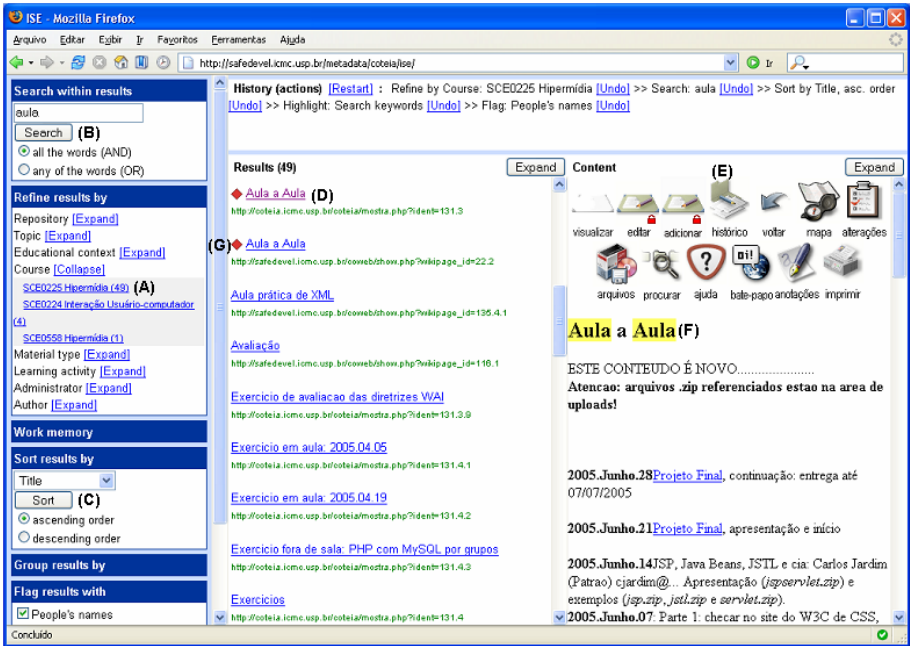 ISE - Mozilla Firefox
Arquivo Editar Exibir Ir Favoritos Ferramentas Ajuda
http://safedevel.icmc.usp.br/metadata/coteia/ise/
Ir
Search within results
aula
Search (B)
all the words (AND)
any of the words (OR)
Refine results by
Repository [Expand]
Topic [Expand]
Educational context [Expand]
Course [Collapse]
SCE0225 Hipermídia (49) (A)
SCE0224 Interação Usuário-computador
(4)
SCE0558 Hipermídia (1)
Material type [Expand]
Learning activity [Expand]
Administrator [Expand]
Author [Expand]
Work memory
Sort results by
Title
Sort (C)
ascending order
descending order
Group results by
Flag results with
People's names
History (actions) [Restart] : Refine by Course: SCE0225 Hipermídia [Undo] >> Search: aula [Undo] >> Sort by Title, asc. order
[Undo] >> Highlight: Search keywords [Undo] >> Flag: People's names [Undo]
Results (49) Expand
Aula a Aula (D)
http://coteia.icmc.usp.br/coteia/mostra.php?ident=131.3
(G) Aula a Aula
http://safedevel.icmc.usp.br/coweb/show.php?wikipage_id=22.2
Aula prática de XML
http://safedevel.icmc.usp.br/coweb/show.php?wikipage_id=135.4.1
Avaliação
http://safedevel.icmc.usp.br/coweb/show.php?wikipage_id=116.1
Exercicio de avaliacao das diretrizes WAI
http://coteia.icmc.usp.br/coteia/mostra.php?ident=131.3.9
Exercicio em aula: 2005.04.05
http://coteia.icmc.usp.br/coteia/mostra.php?ident=131.4.1
Exercicio em aula: 2005.04.19
http://coteia.icmc.usp.br/coteia/mostra.php?ident=131.4.2
Exercicio fora de sala: PHP com MySQL por grupos
http://coteia.icmc.usp.br/coteia/mostra.php?ident=131.4.3
Exercicios
http://coteia.icmc.usp.br/coteia/mostra.php?ident=131.4
Content (E) Expand
visualizar editar adicionar histórico voltar mapa alterações
oi!
arquivos procurar ajuda bate-papo anotações imprimir
Aula a Aula (F)
ESTE CONTEUDO É NOVO.....................
Atencao: arquivos .zip referenciados estao na area de
uploads!
2005.Junho.28Projeto Final, continuação: entrega até
07/07/2005
2005.Junho.21Projeto Final, apresentação e início
2005.Junho.14JSP, Java Beans, JSTL e cia: Carlos Jardim
(Patrao) cjardim@... Apresentação (jspservlet.zip) e
exemplos (jsp.zip, jstl.zip e servlet.zip).
2005.Junho.07: Parte 1: checar no site do W3C de CSS,
Concluído